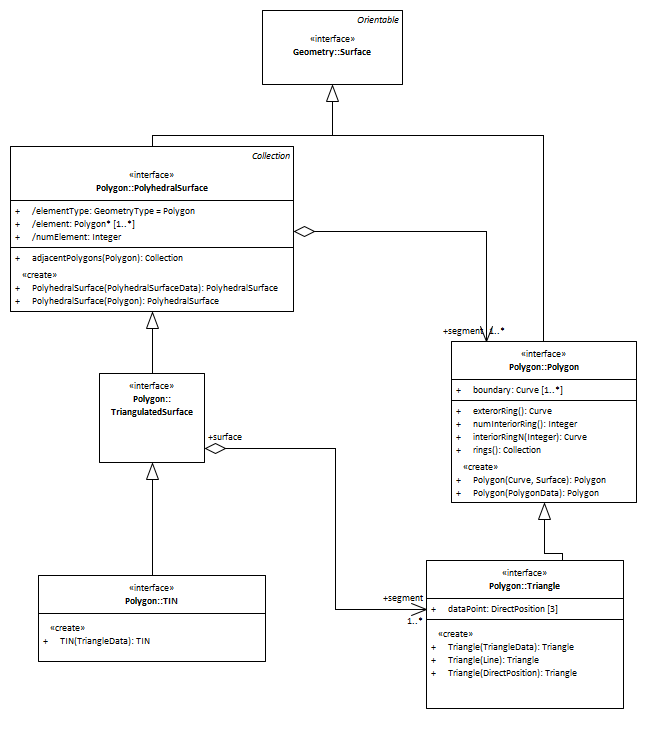 Orientable
«interface»
Geometry::Surface
Collection
«interface»
Polygon::PolyhedralSurface
+ /elementType: GeometryType = Polygon
+ /element: Polygon* [1..*]
+ /numElement: Integer
+ adjacentPolygons(Polygon): Collection
«create»
+ PolyhedralSurface(PolyhedralSurfaceData): PolyhedralSurface
+ PolyhedralSurface(Polygon): PolyhedralSurface
+segment 1..*
«interface»
Polygon::Polygon
+ boundary: Curve [1..*]
+ exterorRing(): Curve
+ numInteriorRing(): Integer
+ interiorRingN(Integer): Curve
+ rings(): Collection
«create»
+ Polygon(Curve, Surface): Polygon
+ Polygon(PolygonData): Polygon
«interface»
Polygon::
TriangulatedSurface
+surface
«interface»
Polygon::TIN
«create»
+ TIN(TriangleData): TIN
+segment
1..*
«interface»
Polygon::Triangle
+ dataPoint: DirectPosition [3]
«create»
+ Triangle(TriangleData): Triangle
+ Triangle(Line): Triangle
+ Triangle(DirectPosition): Triangle